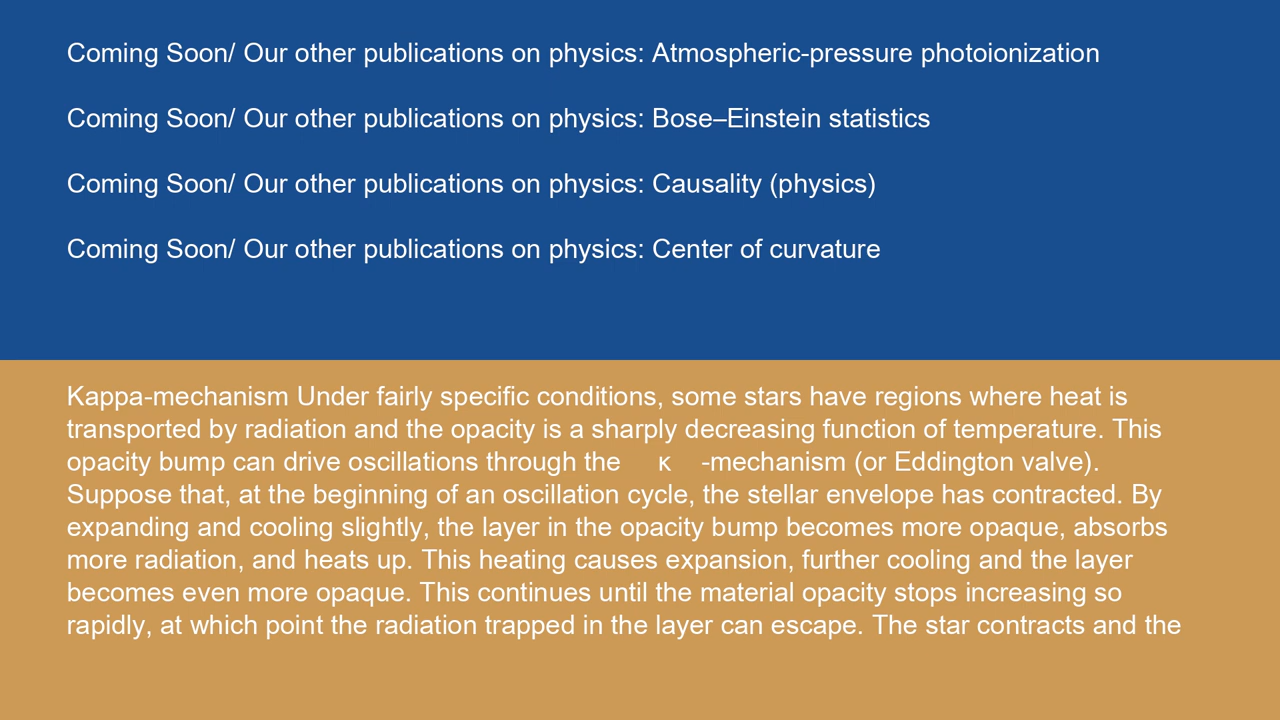 Coming Soon/ Our other publications on physics: Atmospheric-pressure photoionization
Coming Soon/ Our other publications on physics: Bose–Einstein statistics
Coming Soon/ Our other publications on physics: Causality (physics)
Coming Soon/ Our other publications on physics: Center of curvature
Kappa-mechanism Under fairly specific conditions, some stars have regions where heat is
transported by radiation and the opacity is a sharply decreasing function of temperature. This
opacity bump can drive oscillations through the κ -mechanism (or Eddington valve).
Suppose that, at the beginning of an oscillation cycle, the stellar envelope has contracted. By
expanding and cooling slightly, the layer in the opacity bump becomes more opaque, absorbs
more radiation, and heats up. This heating causes expansion, further cooling and the layer
becomes even more opaque. This continues until the material opacity stops increasing so
rapidly, at which point the radiation trapped in the layer can escape. The star contracts and the